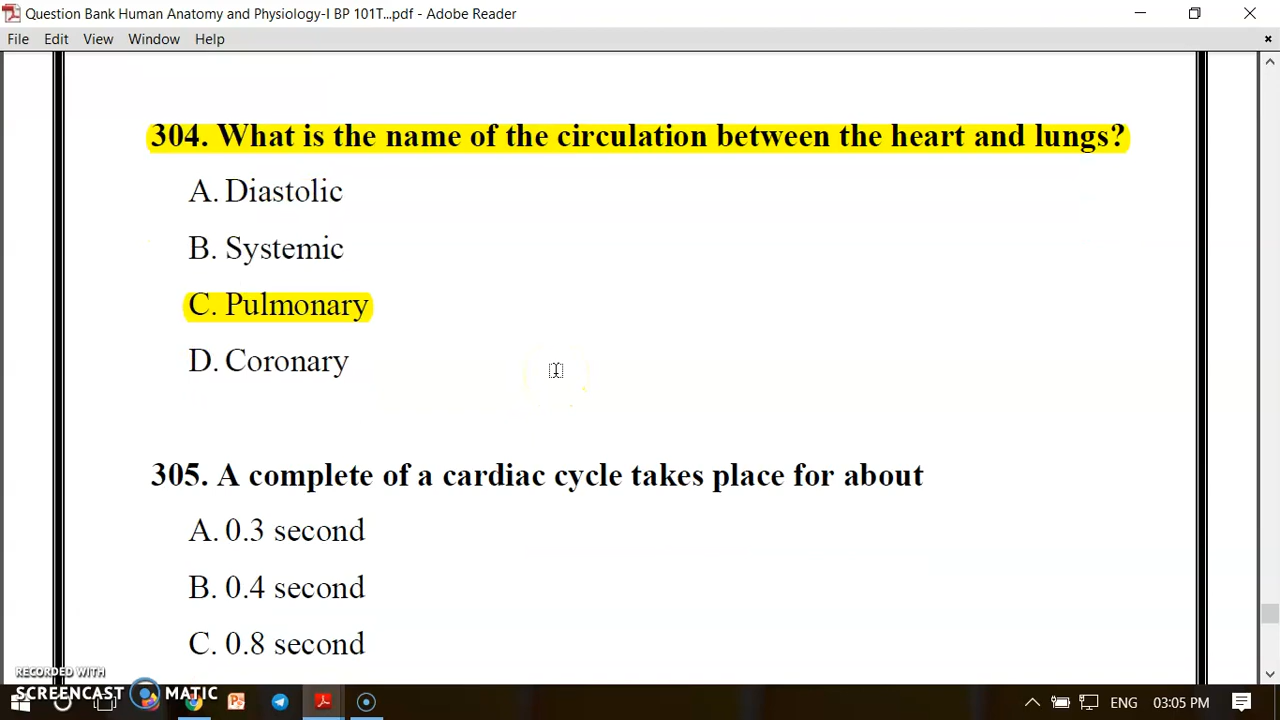 Question Bank Human Anatomy and Physiology-I BP 101T...pdf - Adobe Reader
File Edit View Window Help
304. What is the name of the circulation between the heart and lungs?
A. Diastolic
B. Systemic
C. Pulmonary
D. Coronary
305. A complete of a cardiac cycle takes place for about
A. 0.3 second
B. 0.4 second
C. 0.8 second
RECORDED WITH
SCREENCAST MATIC
ENG 03:05 PM